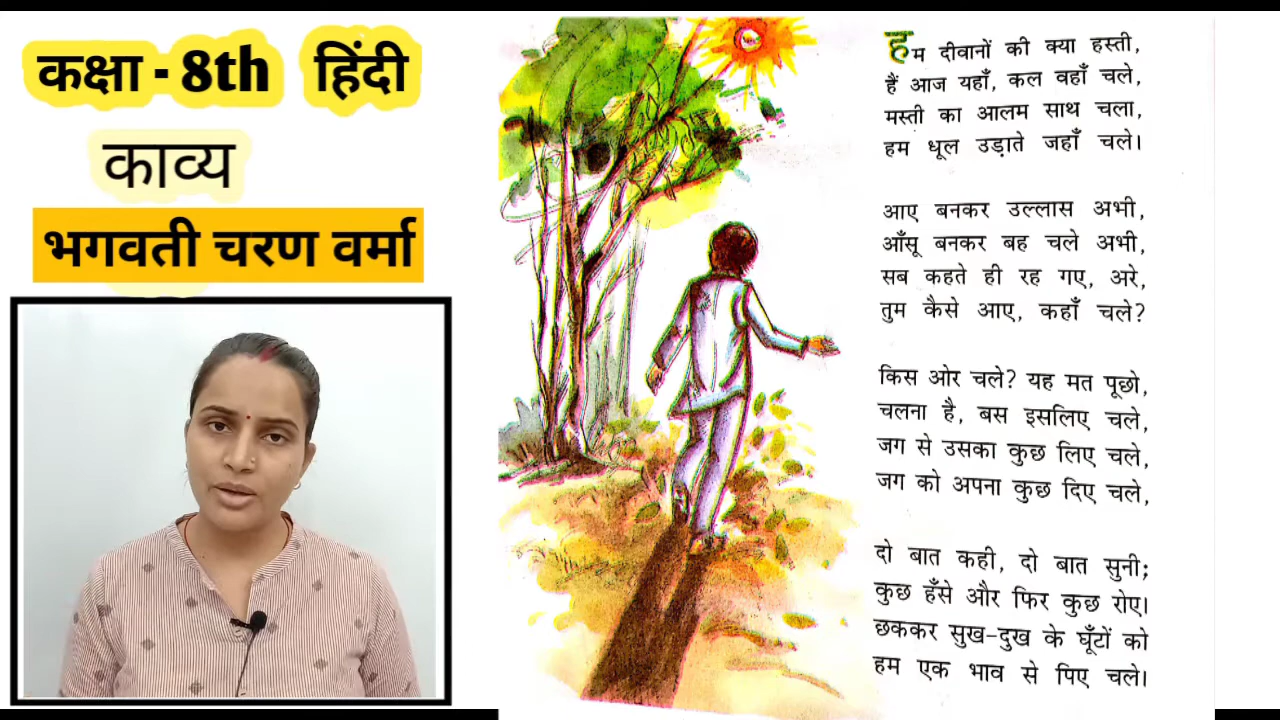 कक्षा - 8th हिंदी
काव्य
भगवती चरण वर्मा
हम दीवानों की क्या हस्ती,
हैं आज यहाँ, कल वहाँ चले,
मस्ती का आलम साथ चला,
हम धूल उड़ाते जहाँ चले।
आए बनकर उल्लास अभी,
आँसू बनकर बह चले अभी,
सब कहते ही रह गए, अरे,
तुम कैसे आए, कहाँ चले?
किस ओर चले? यह मत पूछो,
चलना है, बस इसलिए चले,
जग से उसका कुछ लिए चले,
जग को अपना कुछ दिए चले,
दो बात कही, दो बात सुनी;
कुछ हँसे और फिर कुछ रोए।
छककर सुख-दुख के घूँटों को
हम एक भाव से पिए चले।